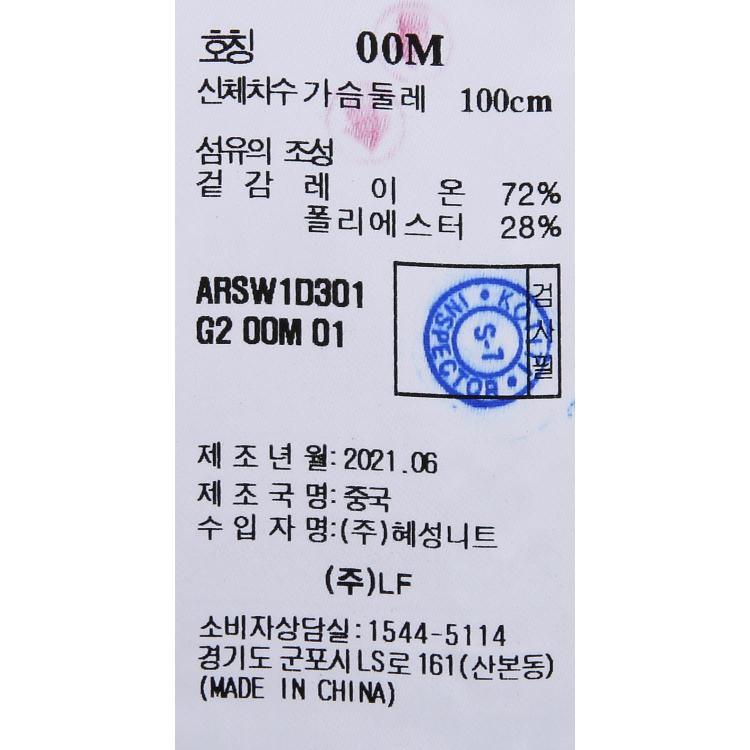 호칭 00M
신체치수 가슴둘레 100cm
섬유의 조성
겉감 레이온 72%
폴리에스터 28%
ARSW1D301
G2 00M 01
검사필
INSPECTOR
S-7
제조년월: 2021.06
제조국명: 중국
수입자명:(주)혜성니트
(주)LF
소비자상담실: 1544-5114
경기도 군포시 LS로 161(산본동)
(MADE IN CHINA)